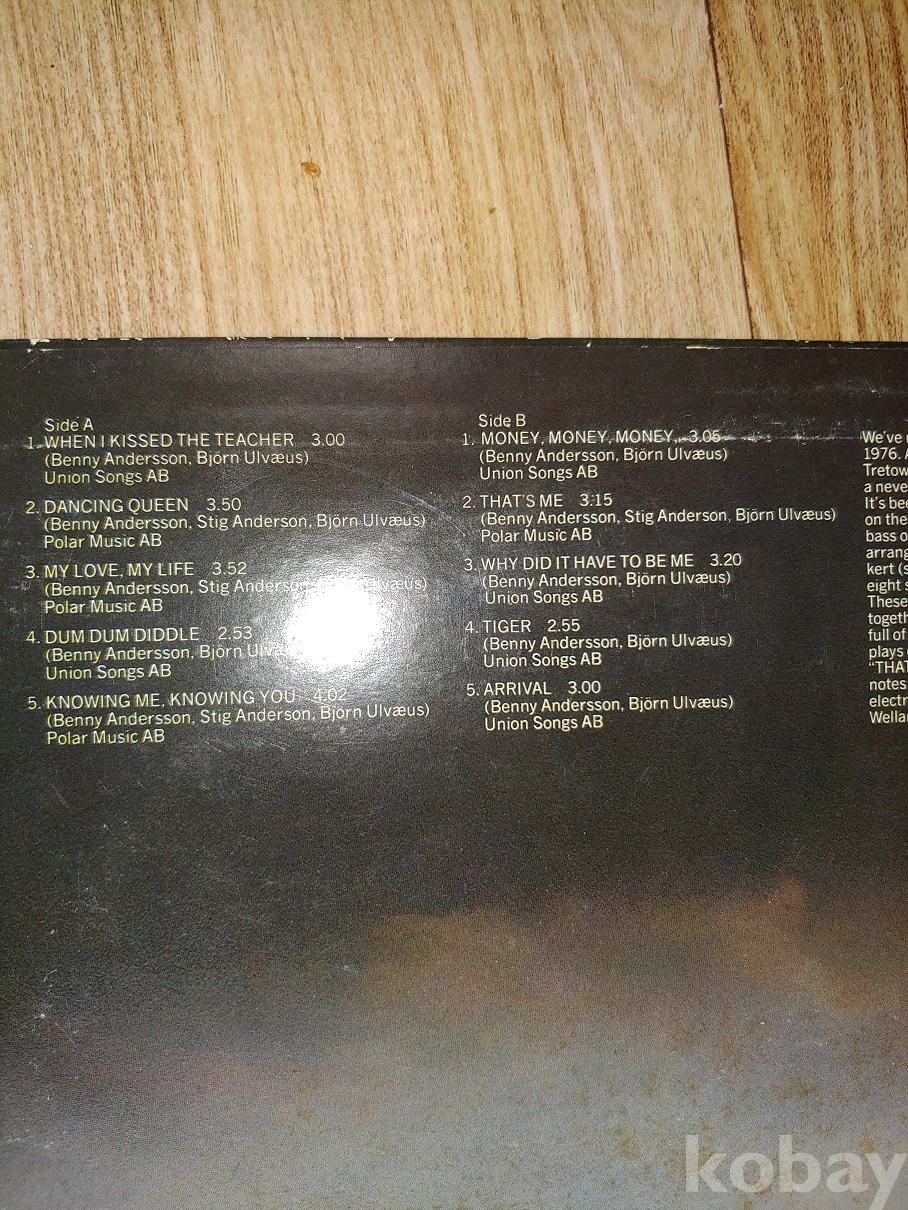 Side A
1. WHEN I KISSED THE TEACHER 3.00
(Benny Andersson, Björn Ulvæus)
Union Songs AB
2. DANCING QUEEN 3.50
(Benny Andersson, Stig Anderson, Björn Ulvæus)
Polar Music AB
3. MY LOVE, MY LIFE 3.52
(Benny Andersson, Stig Anderson, Björn Ulvæus)
Polar Music AB
4. DUM DUM DIDDLE 2.53
(Benny Andersson, Björn
Union Songs AB
5. KNOWING ME, KNOWING YOU 4.02
(Benny Andersson, Stig Anderson, Björn Ulvæus)
Polar Music AB
Side B
1. MONEY, MONEY, MONEY, 3.05
(Benny Andersson, Björn Ulvæus)
Union Songs AB
2. THAT'S ME 3.15
(Benny Andersson, Stig Anderson, Björn Ulvæus)
Polar Music AB
3. WHY DID IT HAVE TO BE ME 3.20
(Benny Andersson, Björn Ulvæus)
Union Songs AB
4. TIGER 2.55
(Benny Andersson, Björn Ulvæus)
Union Songs AB
5. ARRIVAL 3.00
(Benny Andersson, Björn Ulvæus)
Union Songs AB
We've
1976. A
Tretow
a never
It's bee
on the
bass o
arrang
kert (s
eight s
These
togeth
full of
plays
"THAT
notes
electr
Wella
kobay